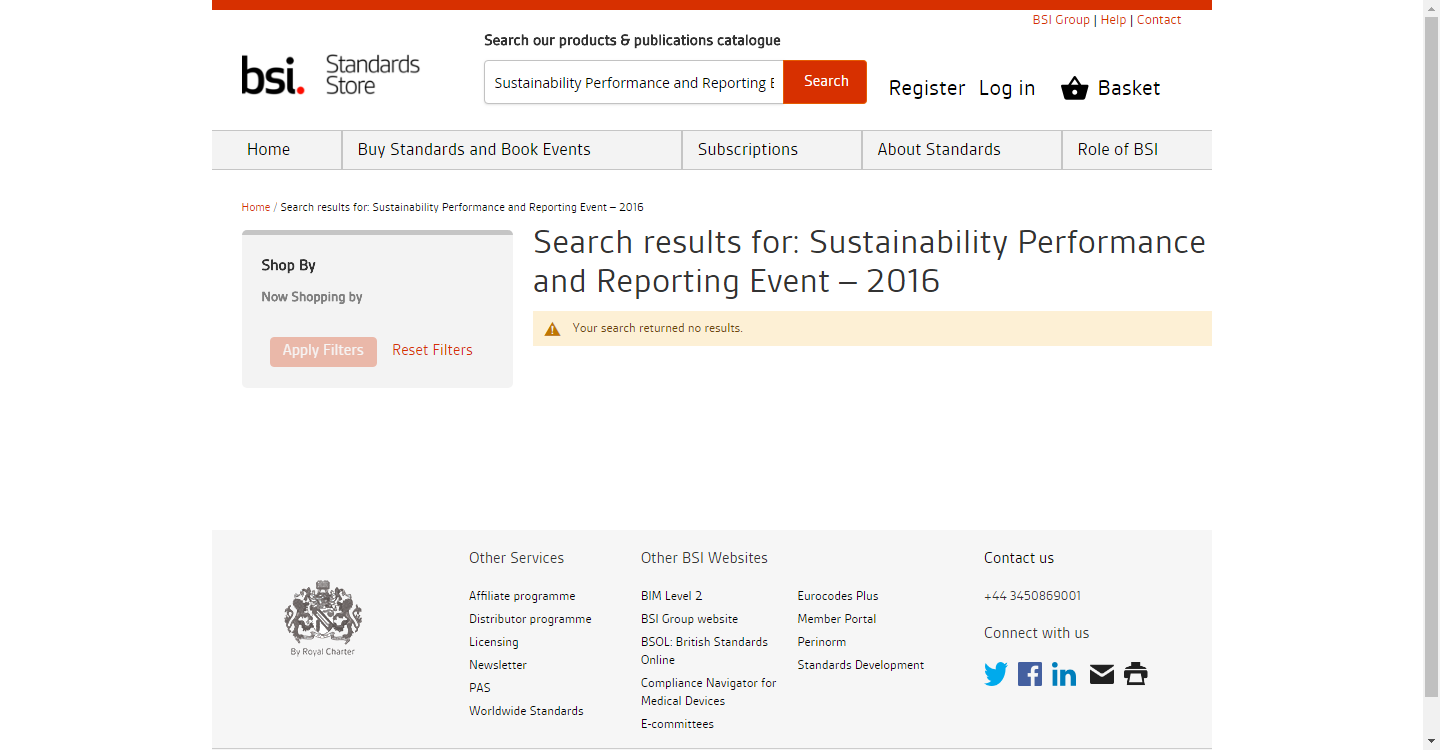 BSI Group | Help | Contact
Search our products & publications catalogue
bsi.
Standards
Store
Sustainability Performance and Reporting E
Search
Register
Log in
Basket
Home
Buy Standards and Book Events
Subscriptions
About Standards
Role of BSI
Home / Search results for: Sustainability Performance and Reporting Event – 2016
Shop By
Now Shopping by
Apply Filters
Reset Filters
Search results for: Sustainability Performance
and Reporting Event – 2016
Your search returned no results.
By Royal Charter
Other Services
Affiliate programme
Distributor programme
Licensing
Newsletter
PAS
Worldwide Standards
Other BSI Websites
BIM Level 2
BSI Group website
BSOL: British Standards
Online
Compliance Navigator for
Medical Devices
E-committees
Eurocodes Plus
Member Portal
Perinorm
Standards Development
Contact us
+44 3450869001
Connect with us